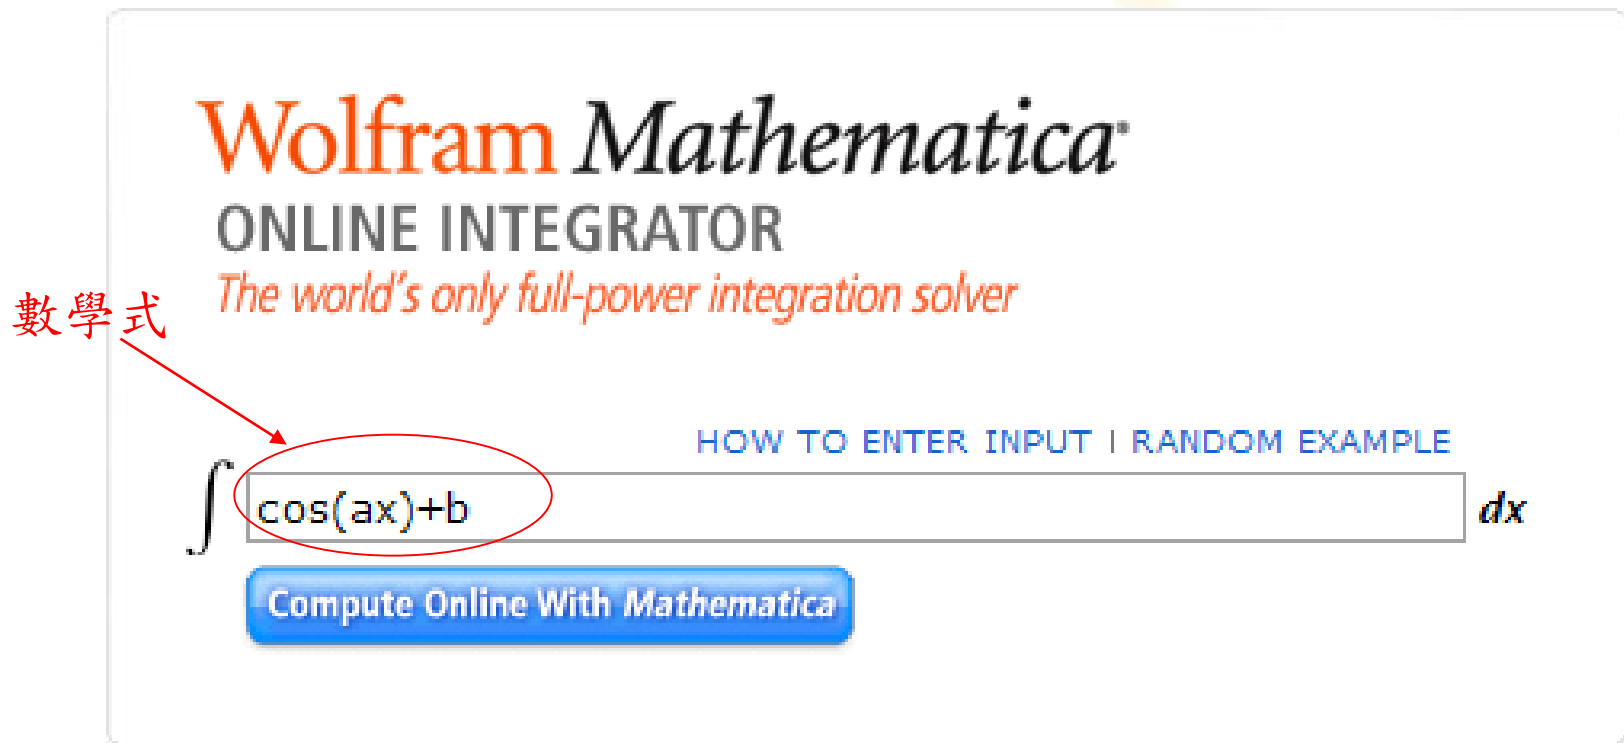 Wolfram Mathematica®
ONLINE INTEGRATOR
The world's only full-power integration solver
數學式
HOW TO ENTER INPUT | RANDOM EXAMPLE
∫ cos(ax)+b dx
Compute Online With Mathematica